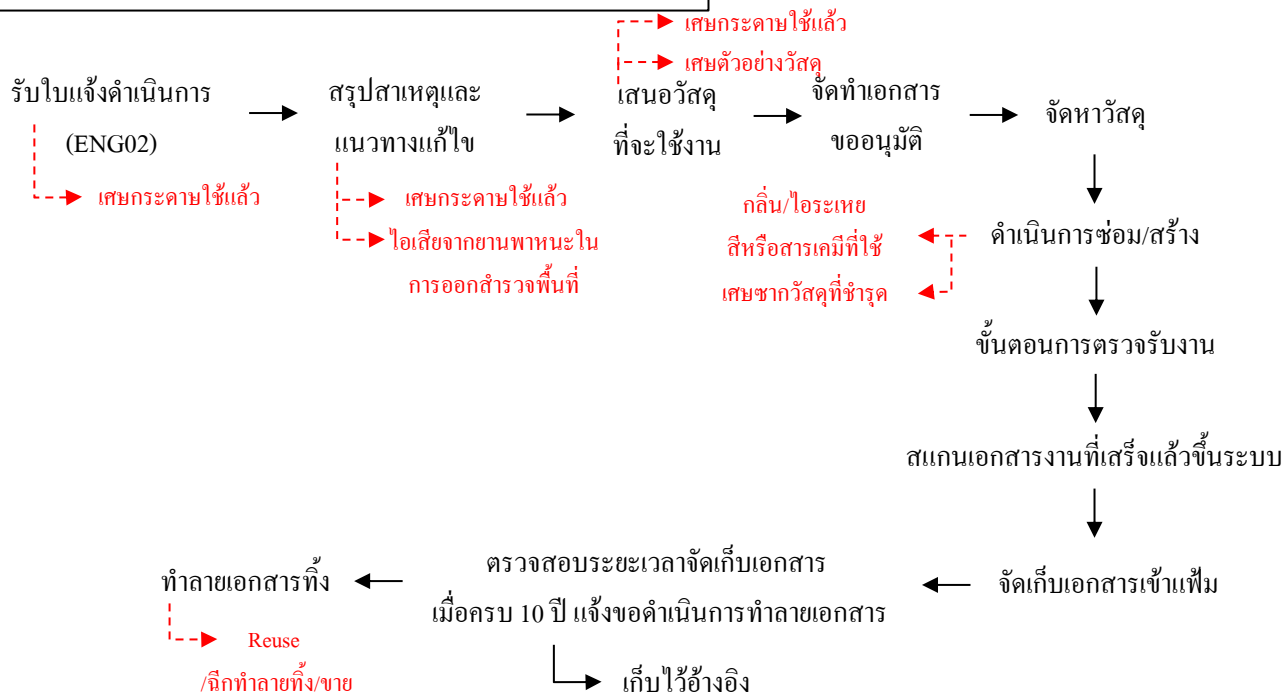 เศษกระดาษใช้แล้ว
เศษตัวอย่างวัสดุ
รับใบแจ้งดำเนินการ
(ENG02)
เศษกระดาษใช้แล้ว
สรุปสาเหตุและ
แนวทางแก้ไข
เศษกระดาษใช้แล้ว
ไอเสียจากยานพาหนะใน
การออกสำรวจพื้นที่
เสนอวัสดุ
ที่จะใช้งาน
จัดทำเอกสาร
ขออนุมัติ
จัดหาวัสดุ
ดำเนินการซ่อม/สร้าง
กลิ่น/ไอระเหย
สีหรือสารเคมีที่ใช้
เศษซากวัสดุที่ชำรุด
ขั้นตอนการตรวจรับงาน
สแกนเอกสารงานที่เสร็จแล้วขึ้นระบบ
จัดเก็บเอกสารเข้าแฟ้ม
ตรวจสอบระยะเวลาจัดเก็บเอกสาร
เมื่อครบ 10 ปี แจ้งขอดำเนินการทำลายเอกสาร
เก็บไว้อ้างอิง
ทำลายเอกสารทิ้ง
Reuse
/ฉีกทำลายทิ้ง/ขาย